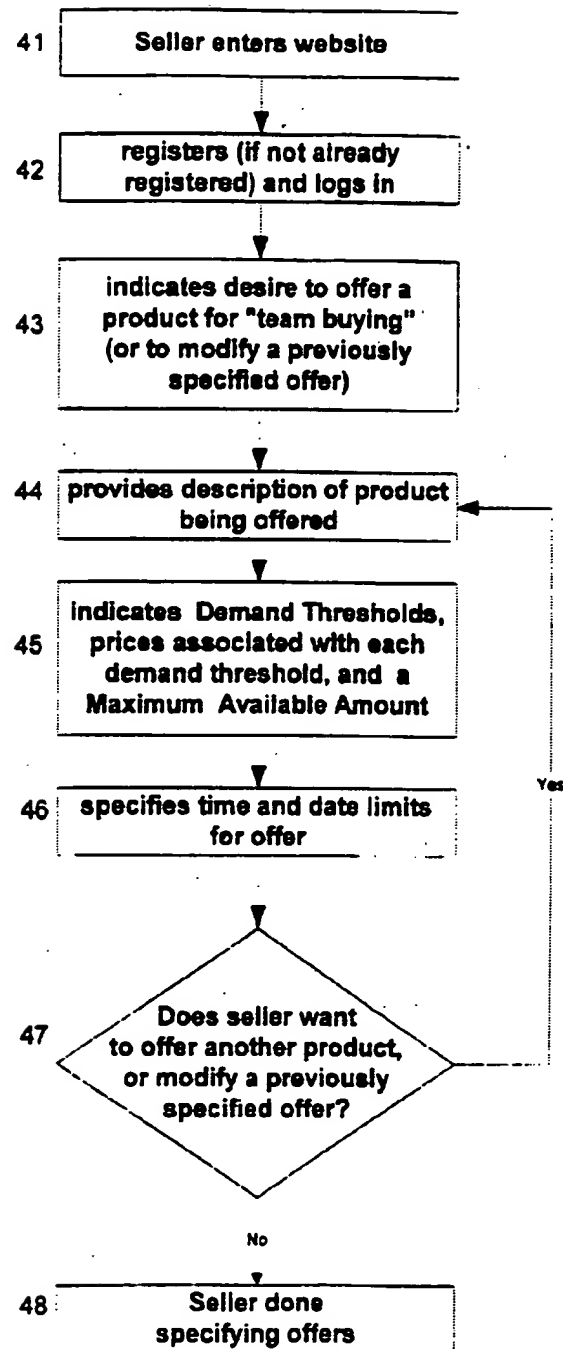 41
Seller enters website
42
registers (if not already
registered) and logs in
43
indicates desire to offer a
product for "team buying"
(or to modify a previously
specified offer)
44
provides description of product
being offered
45
indicates Demand Thresholds,
prices associated with each
demand threshold, and a
Maximum Available Amount
46
specifies time and date limits
for offer
Yes
47
Does seller want
to offer another product,
or modify a previously
specified offer?
No
48
Seller done
specifying offers